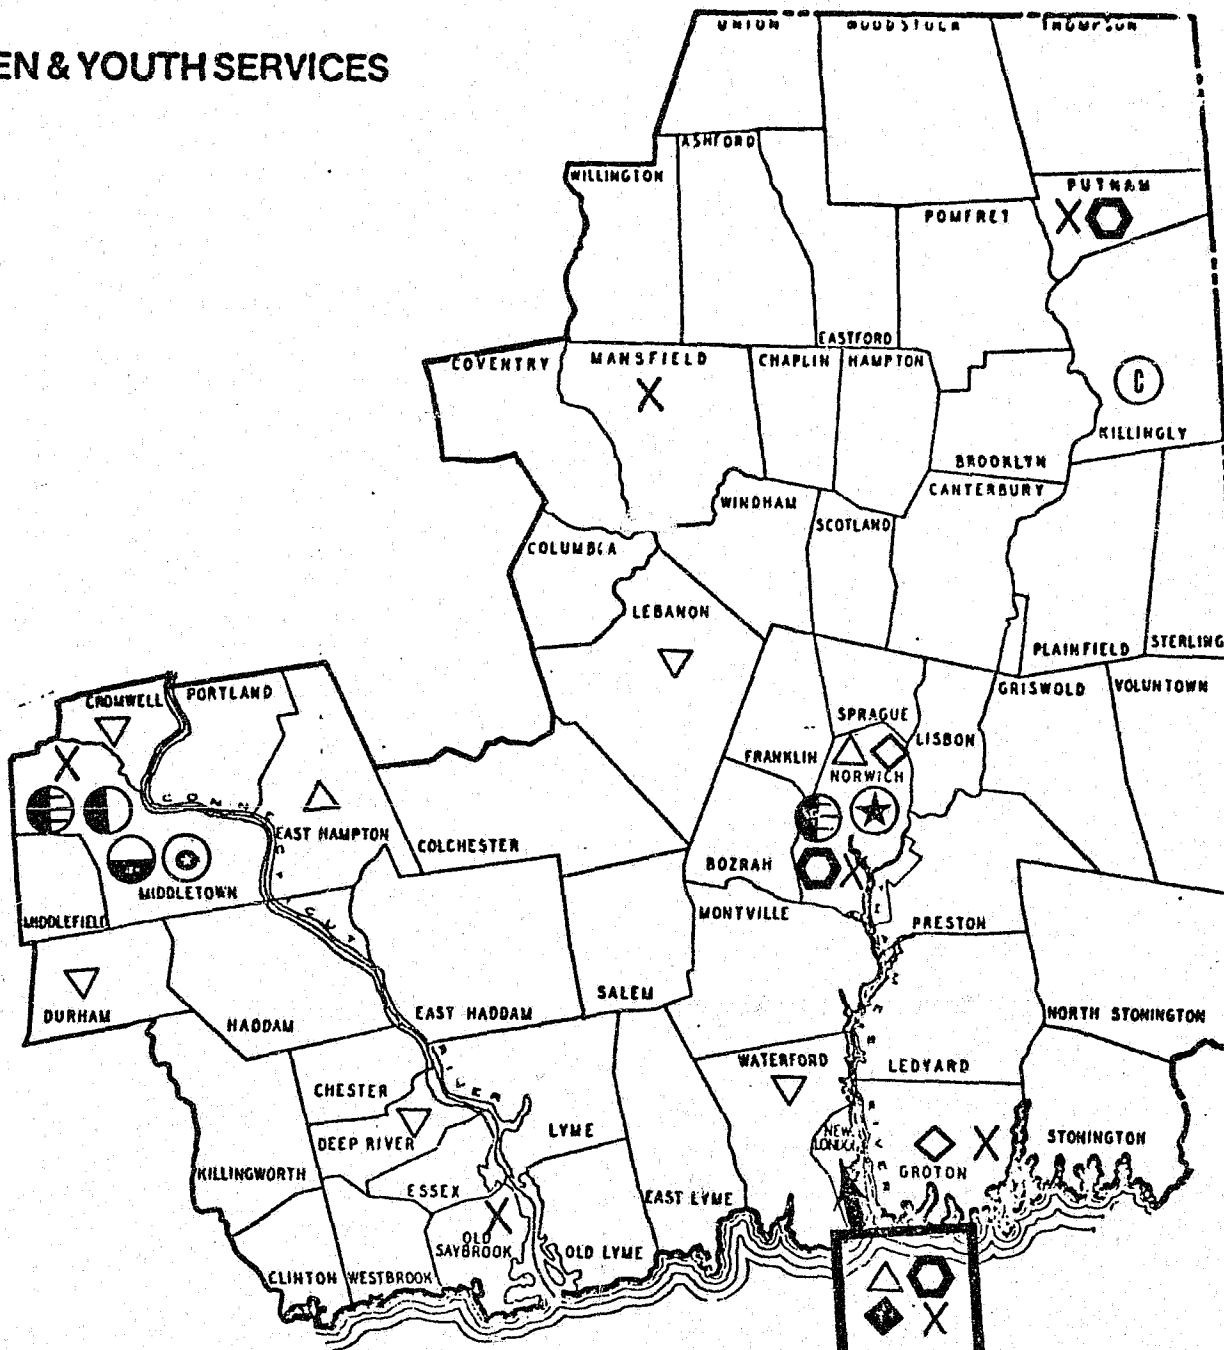 EN & YOUTH SERVICES
UNION
WOODSTOCK
THOMPSON
ASHFORD
WILLINGTON
PUTNAM
POMFRET
EASTFORD
COVENTRY
MANSFIELD
CHAPLIN
HAMPTON
C
KILLINGLY
BROOKLYN
CANTERBURY
WINDHAM
SCOTLAND
COLUMBIA
LEBANON
PLAINFIELD
STERLING
CROMWELL
PORTLAND
GRISWOLD
VOLUNTOWN
SPRAGUE
LISBON
FRANKLIN
NORWICH
EAST HAMPTON
COLCHESTER
BOZRAH
MIDDLETOWN
MIDDLEFIELD
MONTVILLE
PRESTON
SALEM
DURHAM
HADDAM
EAST HADDAM
NORTH STONINGTON
WATERFORD
LEDYARD
CHESTER
RIVER
DEEP RIVER
LYME
NEW
LONDON
STONINGTON
GROTON
KILLINGWORTH
ESSEX
EAST LYME
OLD
SAYBROOK
OLD LYME
CLINTON
WESTBROOK